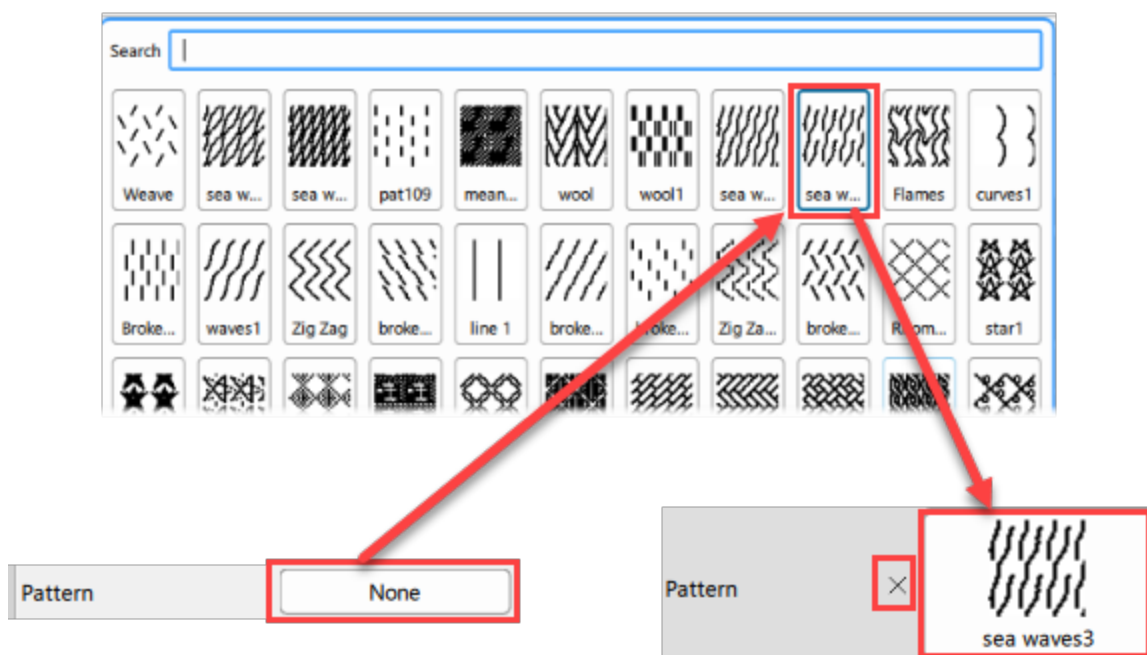 Search
Weave
sea w...
sea w...
pat109
mean...
wool
wool1
sea w...
sea w...
Flames
curves1
Broke...
waves1
Zig Zag
broke...
line 1
broke...
broke...
Zig Za...
broke...
star1
Pattern
None
Pattern
sea waves3